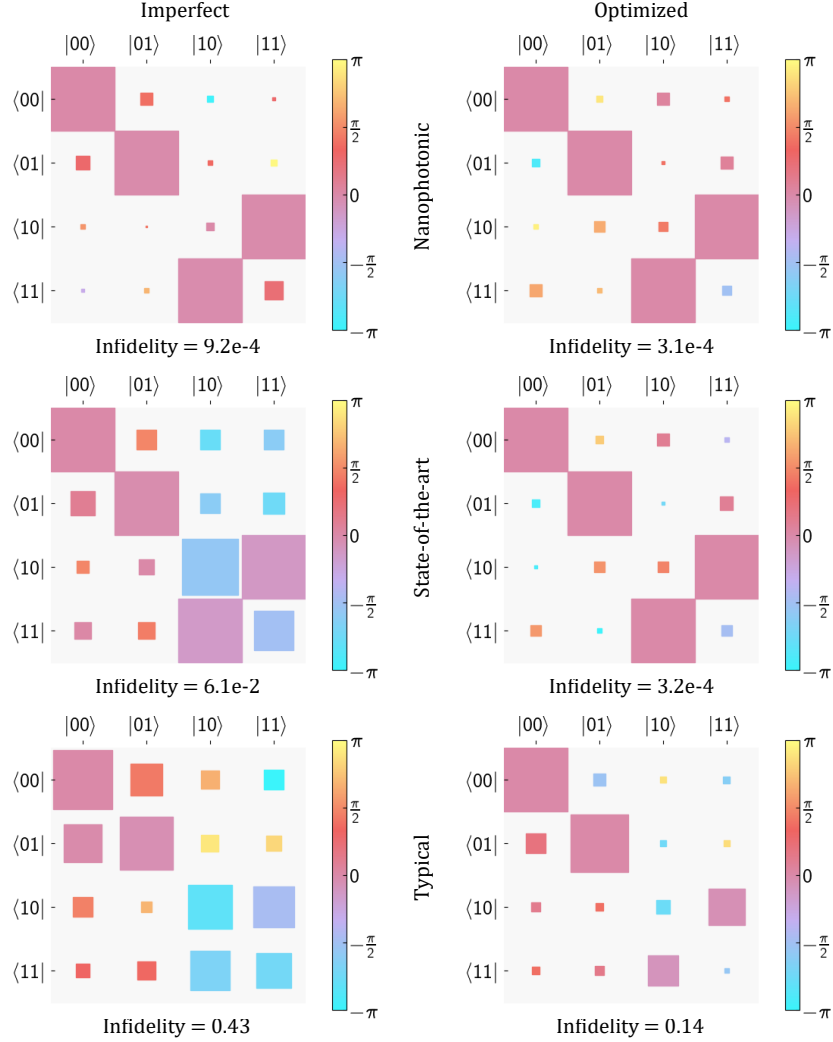 Imperfect Optimized
|00⟩ |01⟩ |10⟩ |11⟩ |00⟩ |01⟩ |10⟩ |11⟩
π π
⟨00| ⟨00|
π/2 π/2
⟨01| ⟨01|
Nanophotonic
0 0
⟨10| ⟨10|
−π/2 −π/2
⟨11| ⟨11|
−π −π
Infidelity = 9.2e-4 Infidelity = 3.1e-4
|00⟩ |01⟩ |10⟩ |11⟩ |00⟩ |01⟩ |10⟩ |11⟩
π π
⟨00| ⟨00|
π/2 π/2
⟨01| ⟨01|
State-of-the-art
0 0
⟨10| ⟨10|
−π/2 −π/2
⟨11| ⟨11|
−π −π
Infidelity = 6.1e-2 Infidelity = 3.2e-4
|00⟩ |01⟩ |10⟩ |11⟩ |00⟩ |01⟩ |10⟩ |11⟩
π π
⟨00| ⟨00|
π/2 π/2
⟨01| ⟨01|
Typical
0 0
⟨10| ⟨10|
−π/2 −π/2
⟨11| ⟨11|
−π −π
Infidelity = 0.43 Infidelity = 0.14